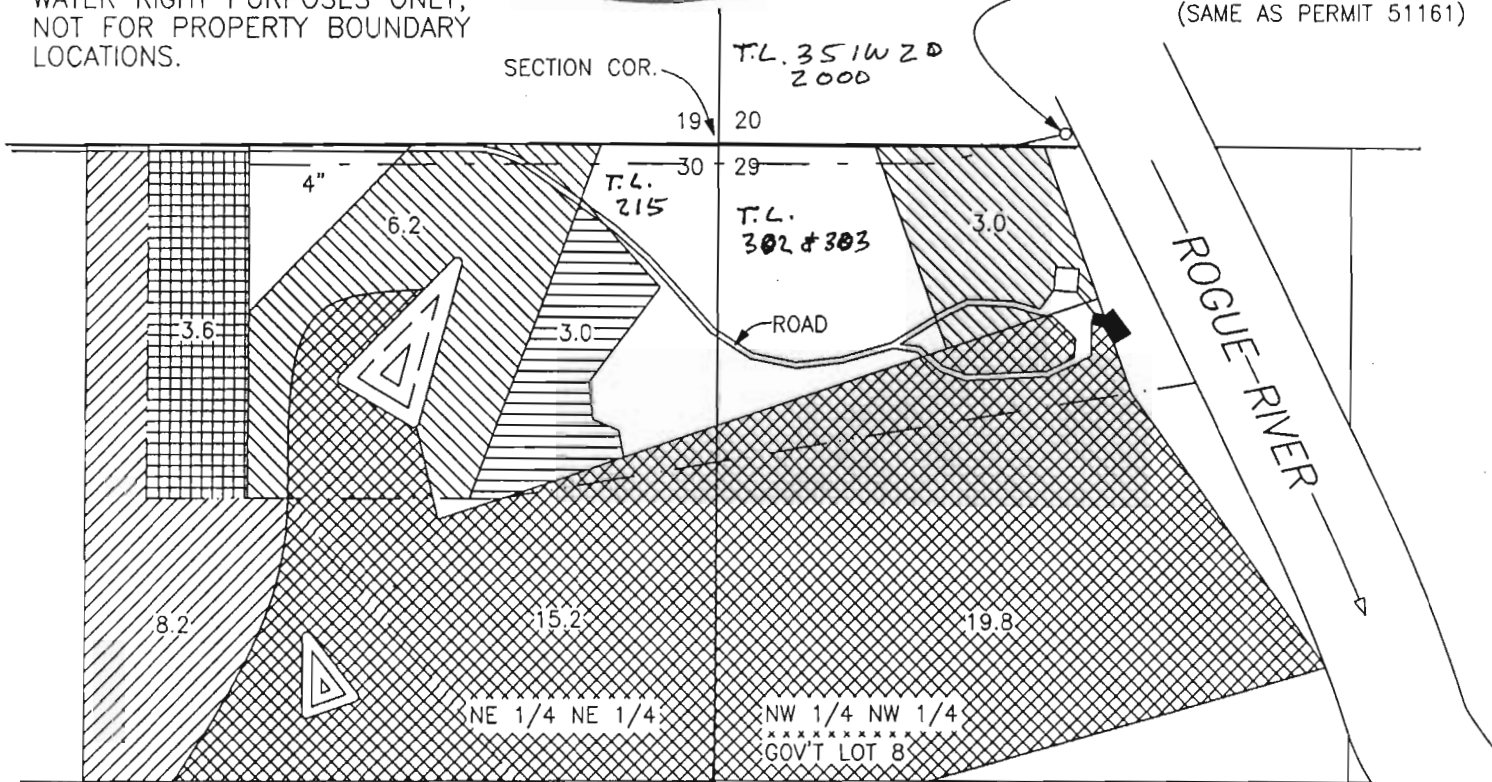 WATER RIGHT PURPOSES ONLY,
NOT FOR PROPERTY BOUNDARY
LOCATIONS.
(SAME AS PERMIT 51161)
SECTION COR.
T.L. 351W20
2000
19 20
30 29
4"
T.L.
215
T.L.
302 & 303
6.2
3.0
3.6
3.0
ROAD
ROGUE RIVER
8.2
15.2
19.8
NE 1/4 NE 1/4
NW 1/4 NW 1/4
GOV'T LOT 8